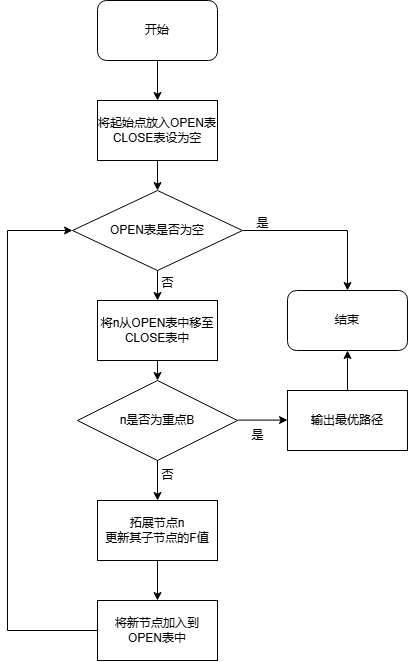 开始
将起始点放入OPEN表
CLOSE表设为空
OPEN表是否为空
是
否
将n从OPEN表中移至
CLOSE表中
结束
n是否为重点B
是
输出最优路径
否
拓展节点n
更新其子节点的F值
将新节点加入到
OPEN表中